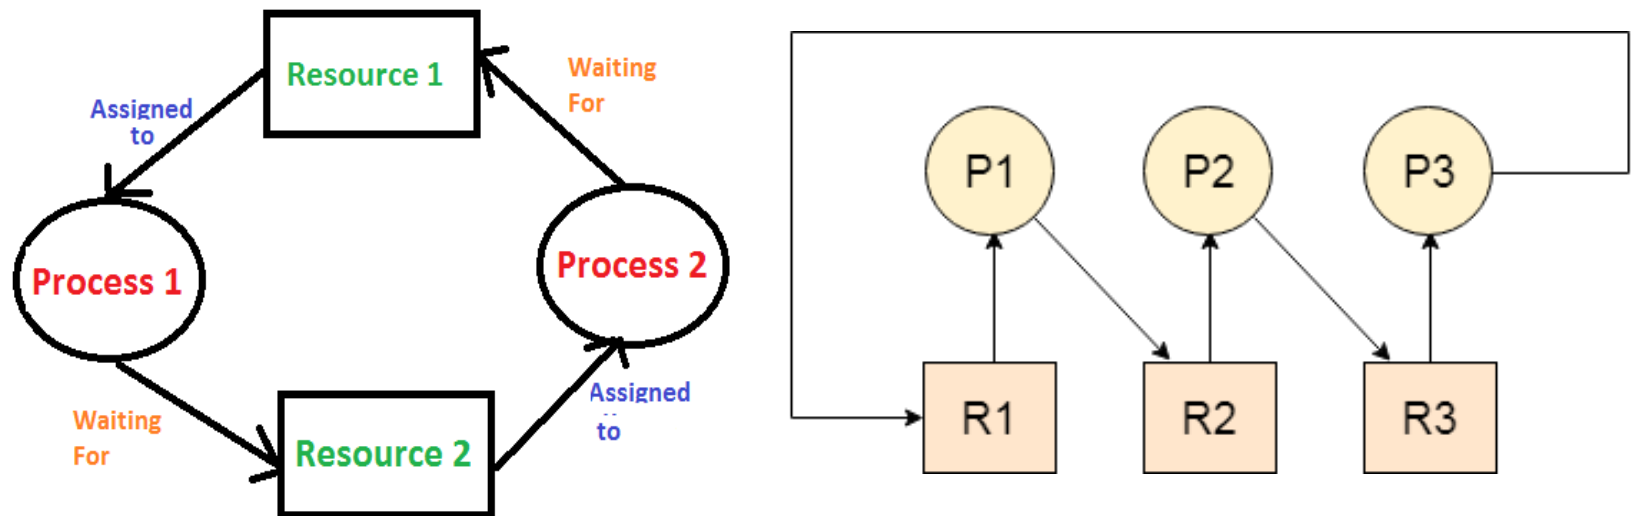 Resource 1
Waiting
For
Assigned
to
Process 1
Process 2
Waiting
For
Resource 2
Assigned
to
P1
P2
P3
R1
R2
R3